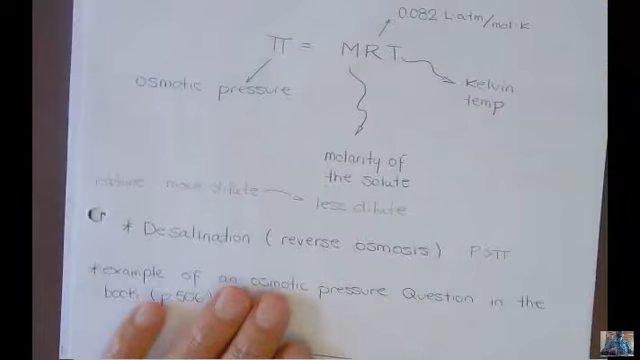 0.082 L·atm/mol·K
π = MRT
osmotic pressure
Kelvin
temp
molarity of
the solute
nature more dilute → less dilute
* Desalination (reverse osmosis)
* example of an osmotic pressure Question in the
book (p.506)